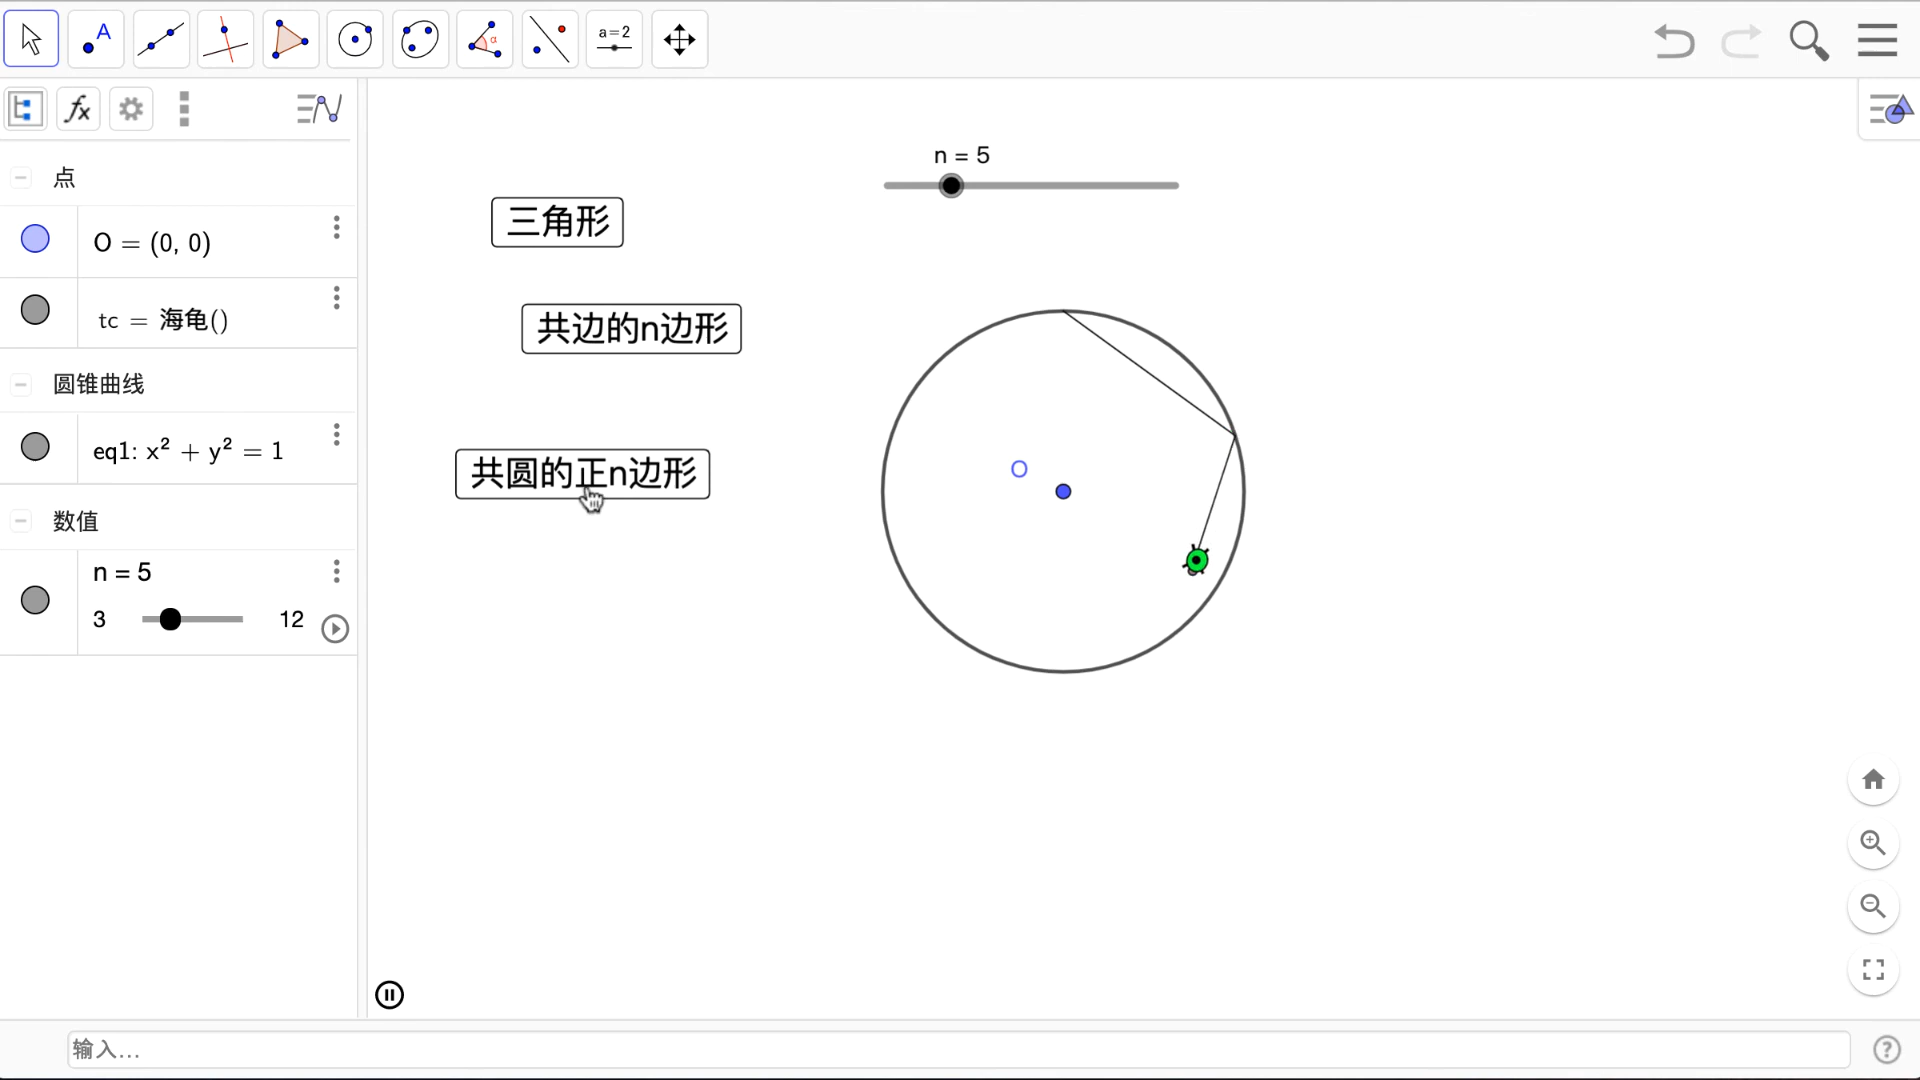 A
α
a=2
fx
点
O = (0, 0)
tc = 海龟()
圆锥曲线
eq1: x² + y² = 1
数值
n = 5
3
12
n = 5
三角形
共边的n边形
共圆的正n边形
O
输入...
?